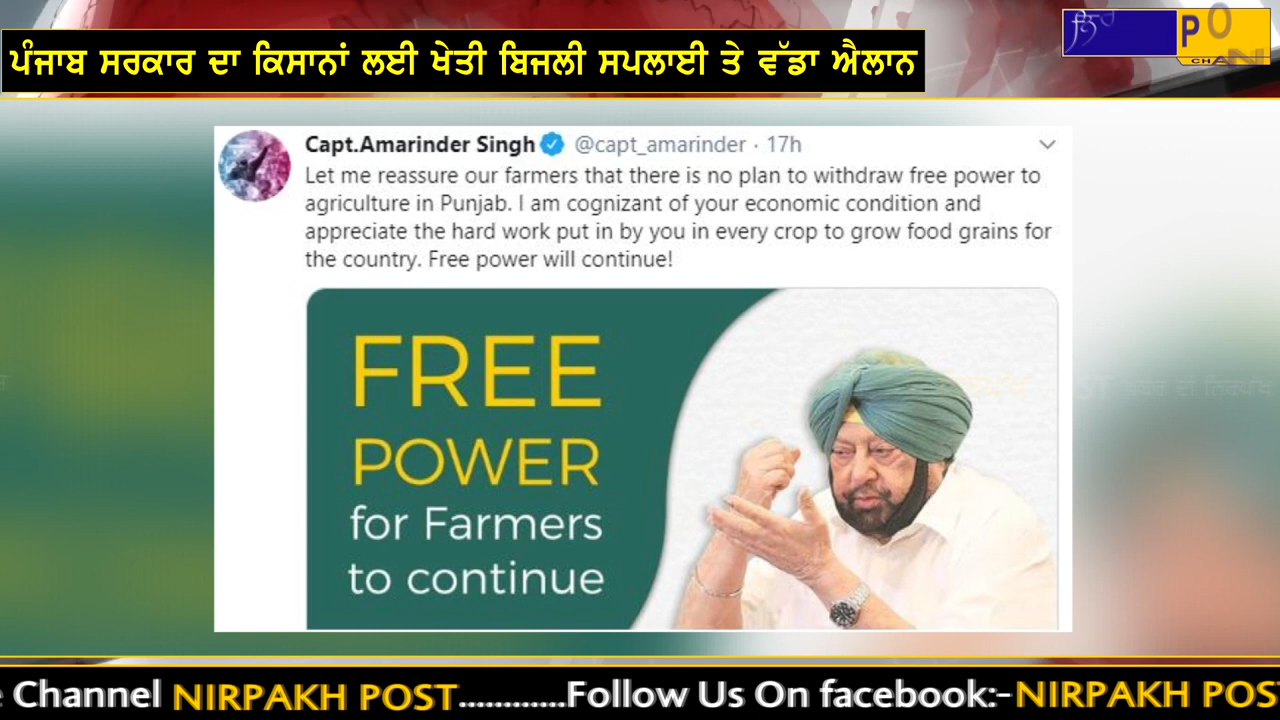 ਪੰਜਾਬ ਸਰਕਾਰ ਦਾ ਕਿਸਾਨਾਂ ਲਈ ਖੇਤੀ ਬਿਜਲੀ ਸਪਲਾਈ ਤੇ ਵੱਡਾ ਐਲਾਨ
Capt.Amarinder Singh @capt_amarinder · 17h
Let me reassure our farmers that there is no plan to withdraw free power to
agriculture in Punjab. I am cognizant of your economic condition and
appreciate the hard work put in by you in every crop to grow food grains for
the country. Free power will continue!
FREE
POWER
for Farmers
to continue
e Channel NIRPAKH POST............Follow Us On facebook:-NIRPAKH POS